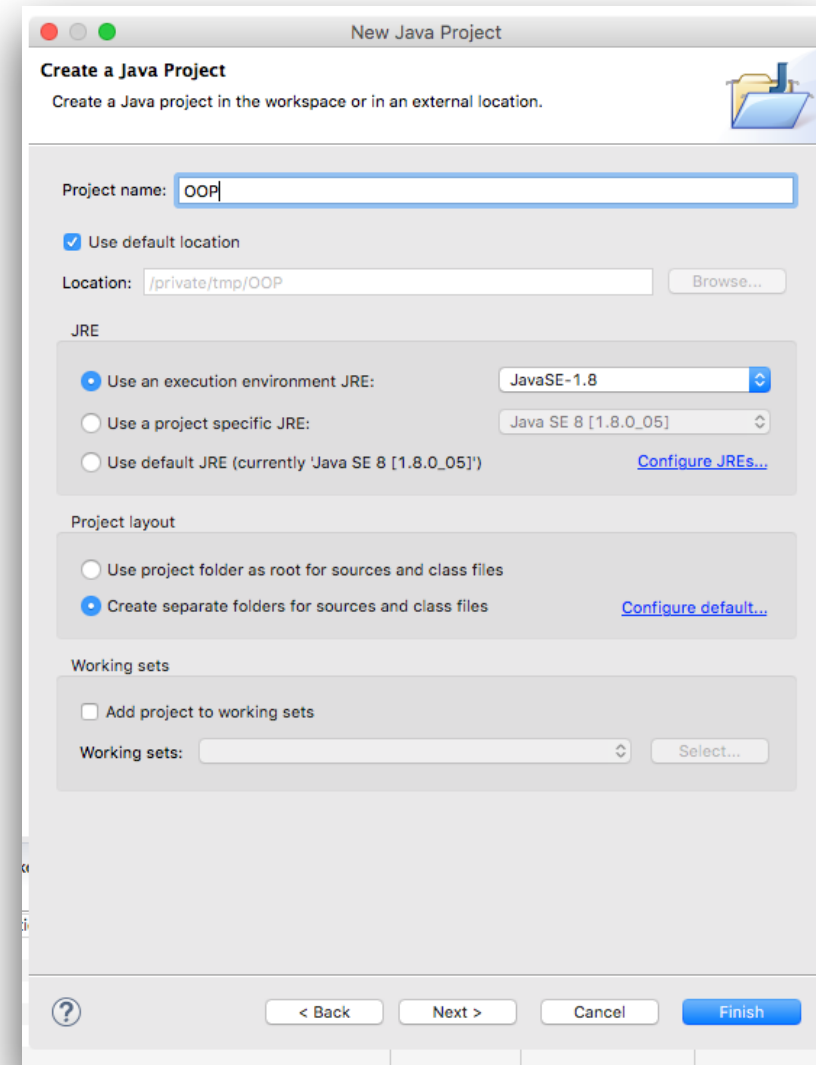 New Java Project
Create a Java Project
Create a Java project in the workspace or in an external location.
Project name: OOP
Use default location
Location: /private/tmp/OOP Browse...
JRE
Use an execution environment JRE: JavaSE-1.8
Use a project specific JRE: Java SE 8 [1.8.0_05]
Use default JRE (currently 'Java SE 8 [1.8.0_05]') Configure JREs...
Project layout
Use project folder as root for sources and class files
Create separate folders for sources and class files Configure default...
Working sets
Add project to working sets
Working sets: Select...
? < Back Next > Cancel Finish